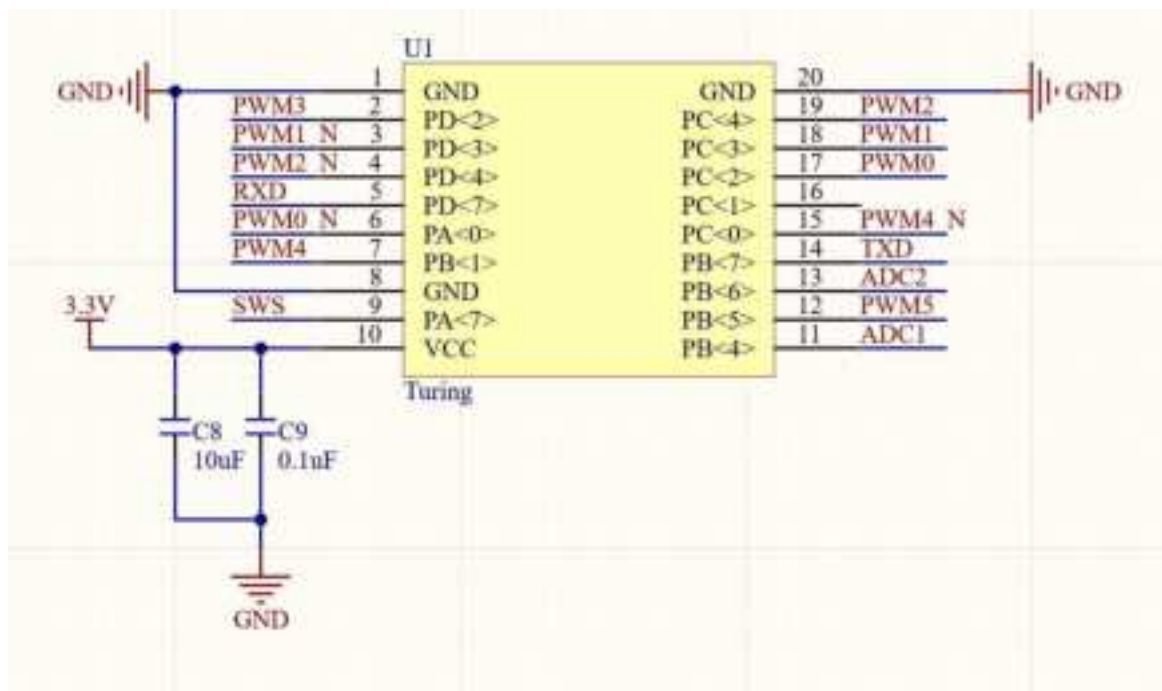 U1
GND 1 GND GND 20 GND
PWM3 2 PD<2> PC<4> 19 PWM2
PWM1_N 3 PD<3> PC<3> 18 PWM1
PWM2_N 4 PD<4> PC<2> 17 PWM0
RXD 5 PD<7> PC<1> 16
PWM0_N 6 PA<0> PC<0> 15 PWM4_N
PWM4 7 PB<1> PB<7> 14 TXD
8 GND PB<6> 13 ADC2
3.3V SWS 9 PA<7> PB<5> 12 PWM5
10 VCC PB<4> 11 ADC1
Turing
C8 C9
10uF 0.1uF
GND